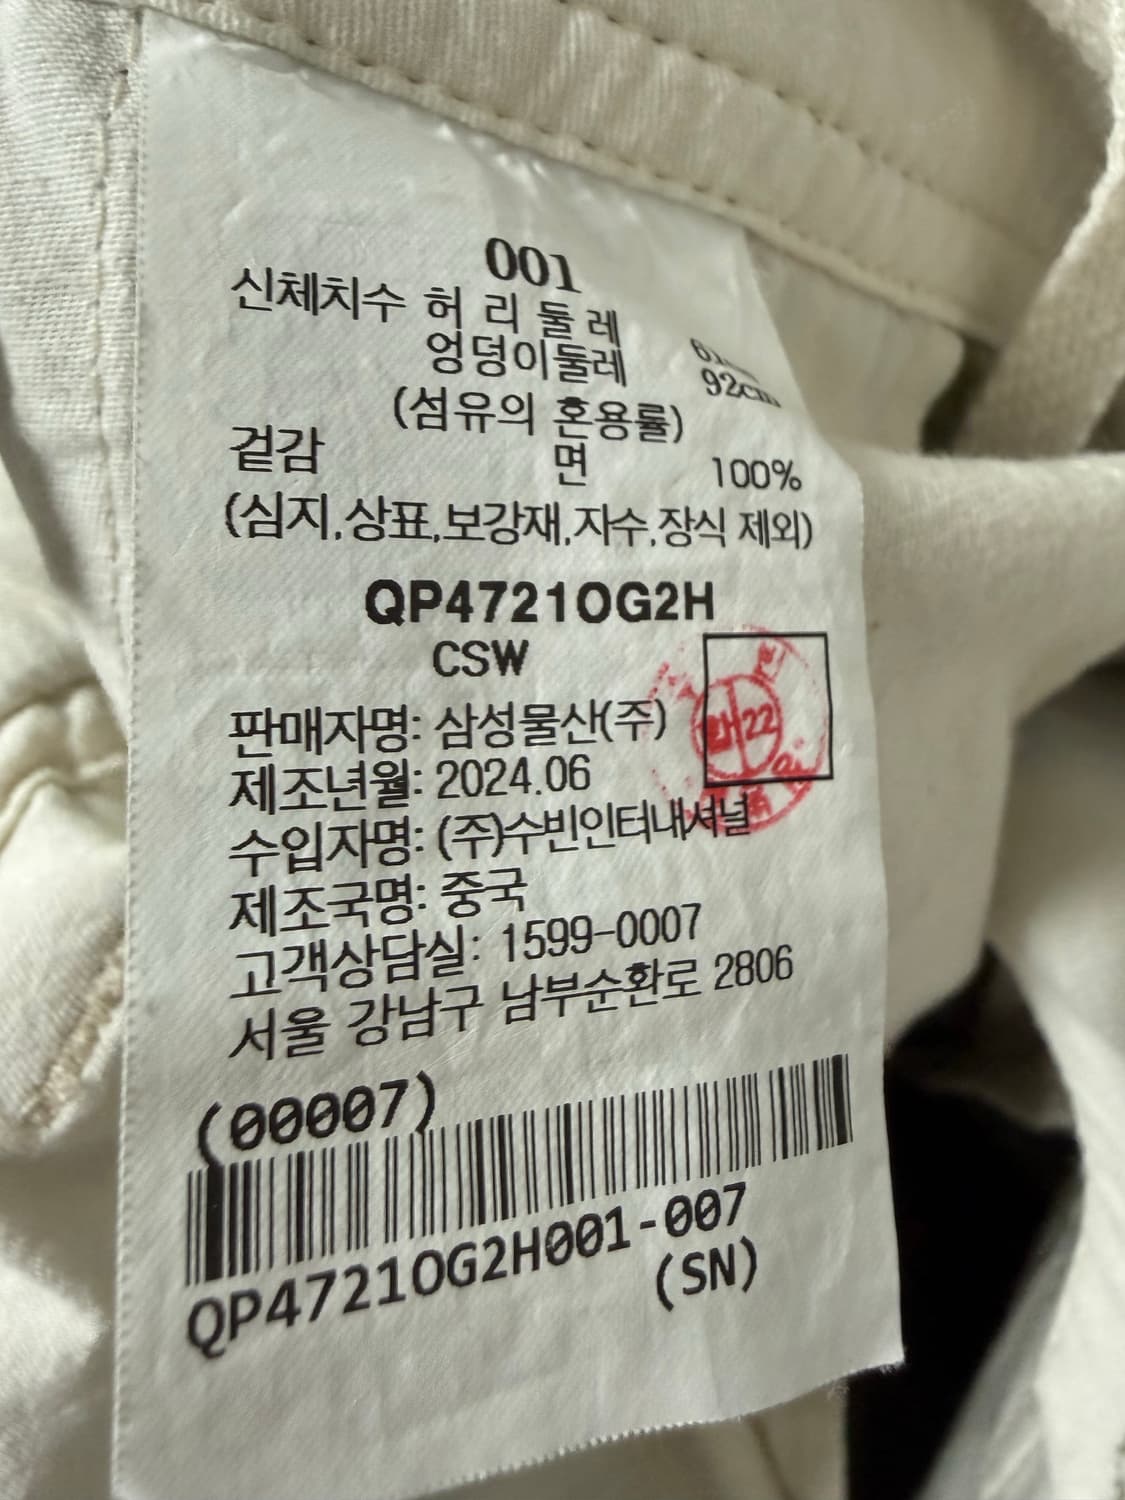 001
신체치수 허 리 둘 레
엉덩이둘레 92cm
(섬유의 혼용률)
겉감 면 100%
(심지,상표,보강재,자수,장식 제외)
QP4721OG2H
CSW
판매자명: 삼성물산(주)
제조년월: 2024.06
수입자명: (주)수빈인터내셔널
제조국명: 중국
고객상담실: 1599-0007
서울 강남구 남부순환로 2806
22
(00007)
QP4721OG2H001-007
(SN)